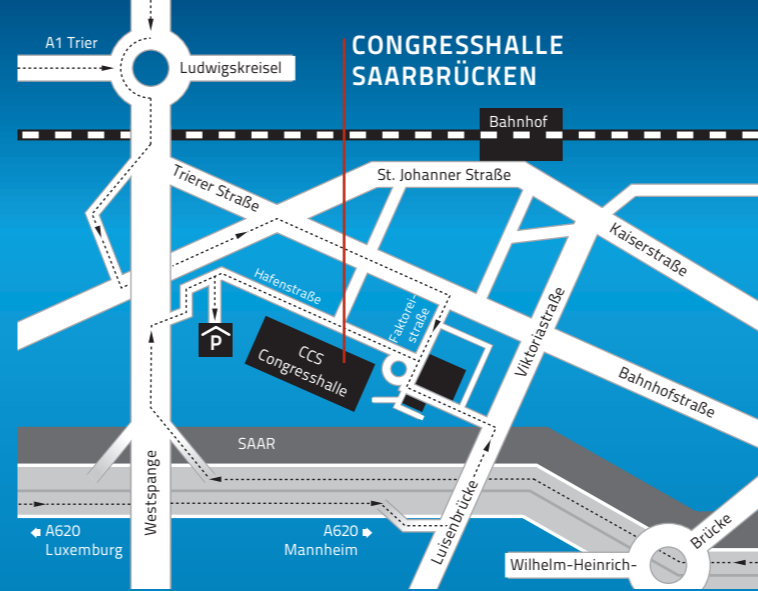 A1 Trier
Ludwigskreisel
CONGRESSHALLE
SAARBRÜCKEN
Bahnhof
Trierer Straße
St. Johanner Straße
Kaiserstraße
Hafenstraße
Faktorei-
straße
P
CCS
Congresshalle
Viktoriastraße
Bahnhofstraße
SAAR
Westspange
Luisenbrücke
A620
Luxemburg
A620
Mannheim
Wilhelm-Heinrich-
Brücke